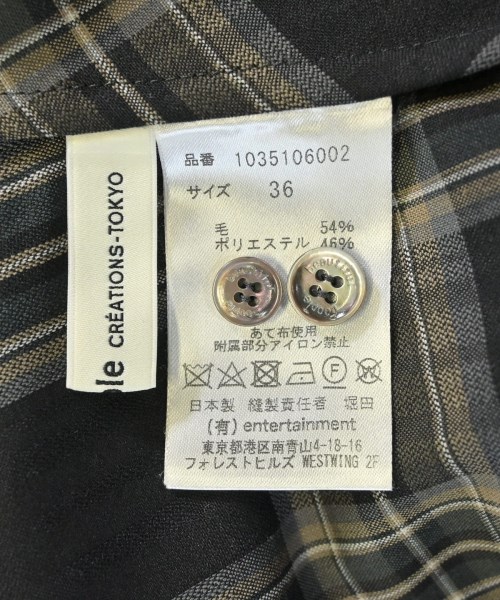 品番 1035106002
サイズ 36
毛 54%
ポリエステル 46%
beautiful
people
あて布使用
附属部分アイロン禁止
F
W
日本製 縫製責任者 堀田
(有) entertainment
東京都港区南青山4-18-16
フォレストヒルズ WESTWING 2F
ple CRÉATIONS-TOKYO